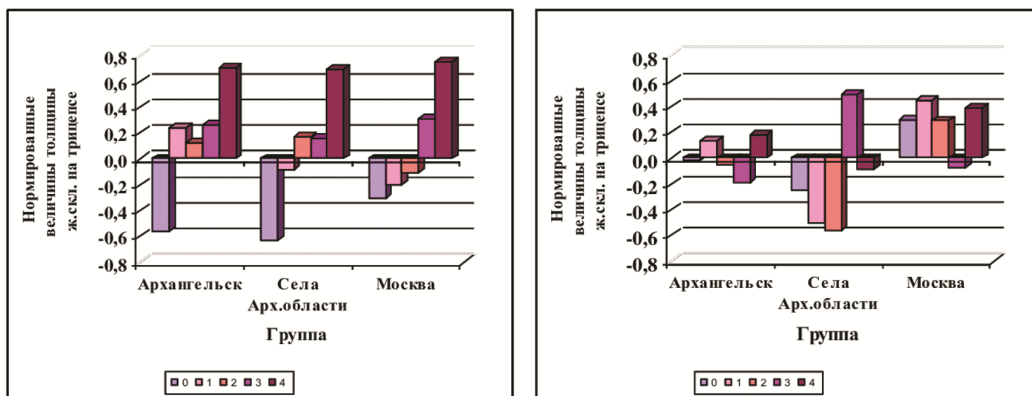 Нормированные
величины толщины
ж.скл. на трицепсе
0,8
0,6
0,4
0,2
0,0
-0,2
-0,4
-0,6
-0,8
Архангельск Села Москва
Арх.области
Группа
0 1 2 3 4
Нормированные
величины толщины
ж.скл. на трицепсе
0,8
0,6
0,4
0,2
0,0
-0,2
-0,4
-0,6
-0,8
Архангельск Села Москва
Арх.области
Группа
0 1 2 3 4